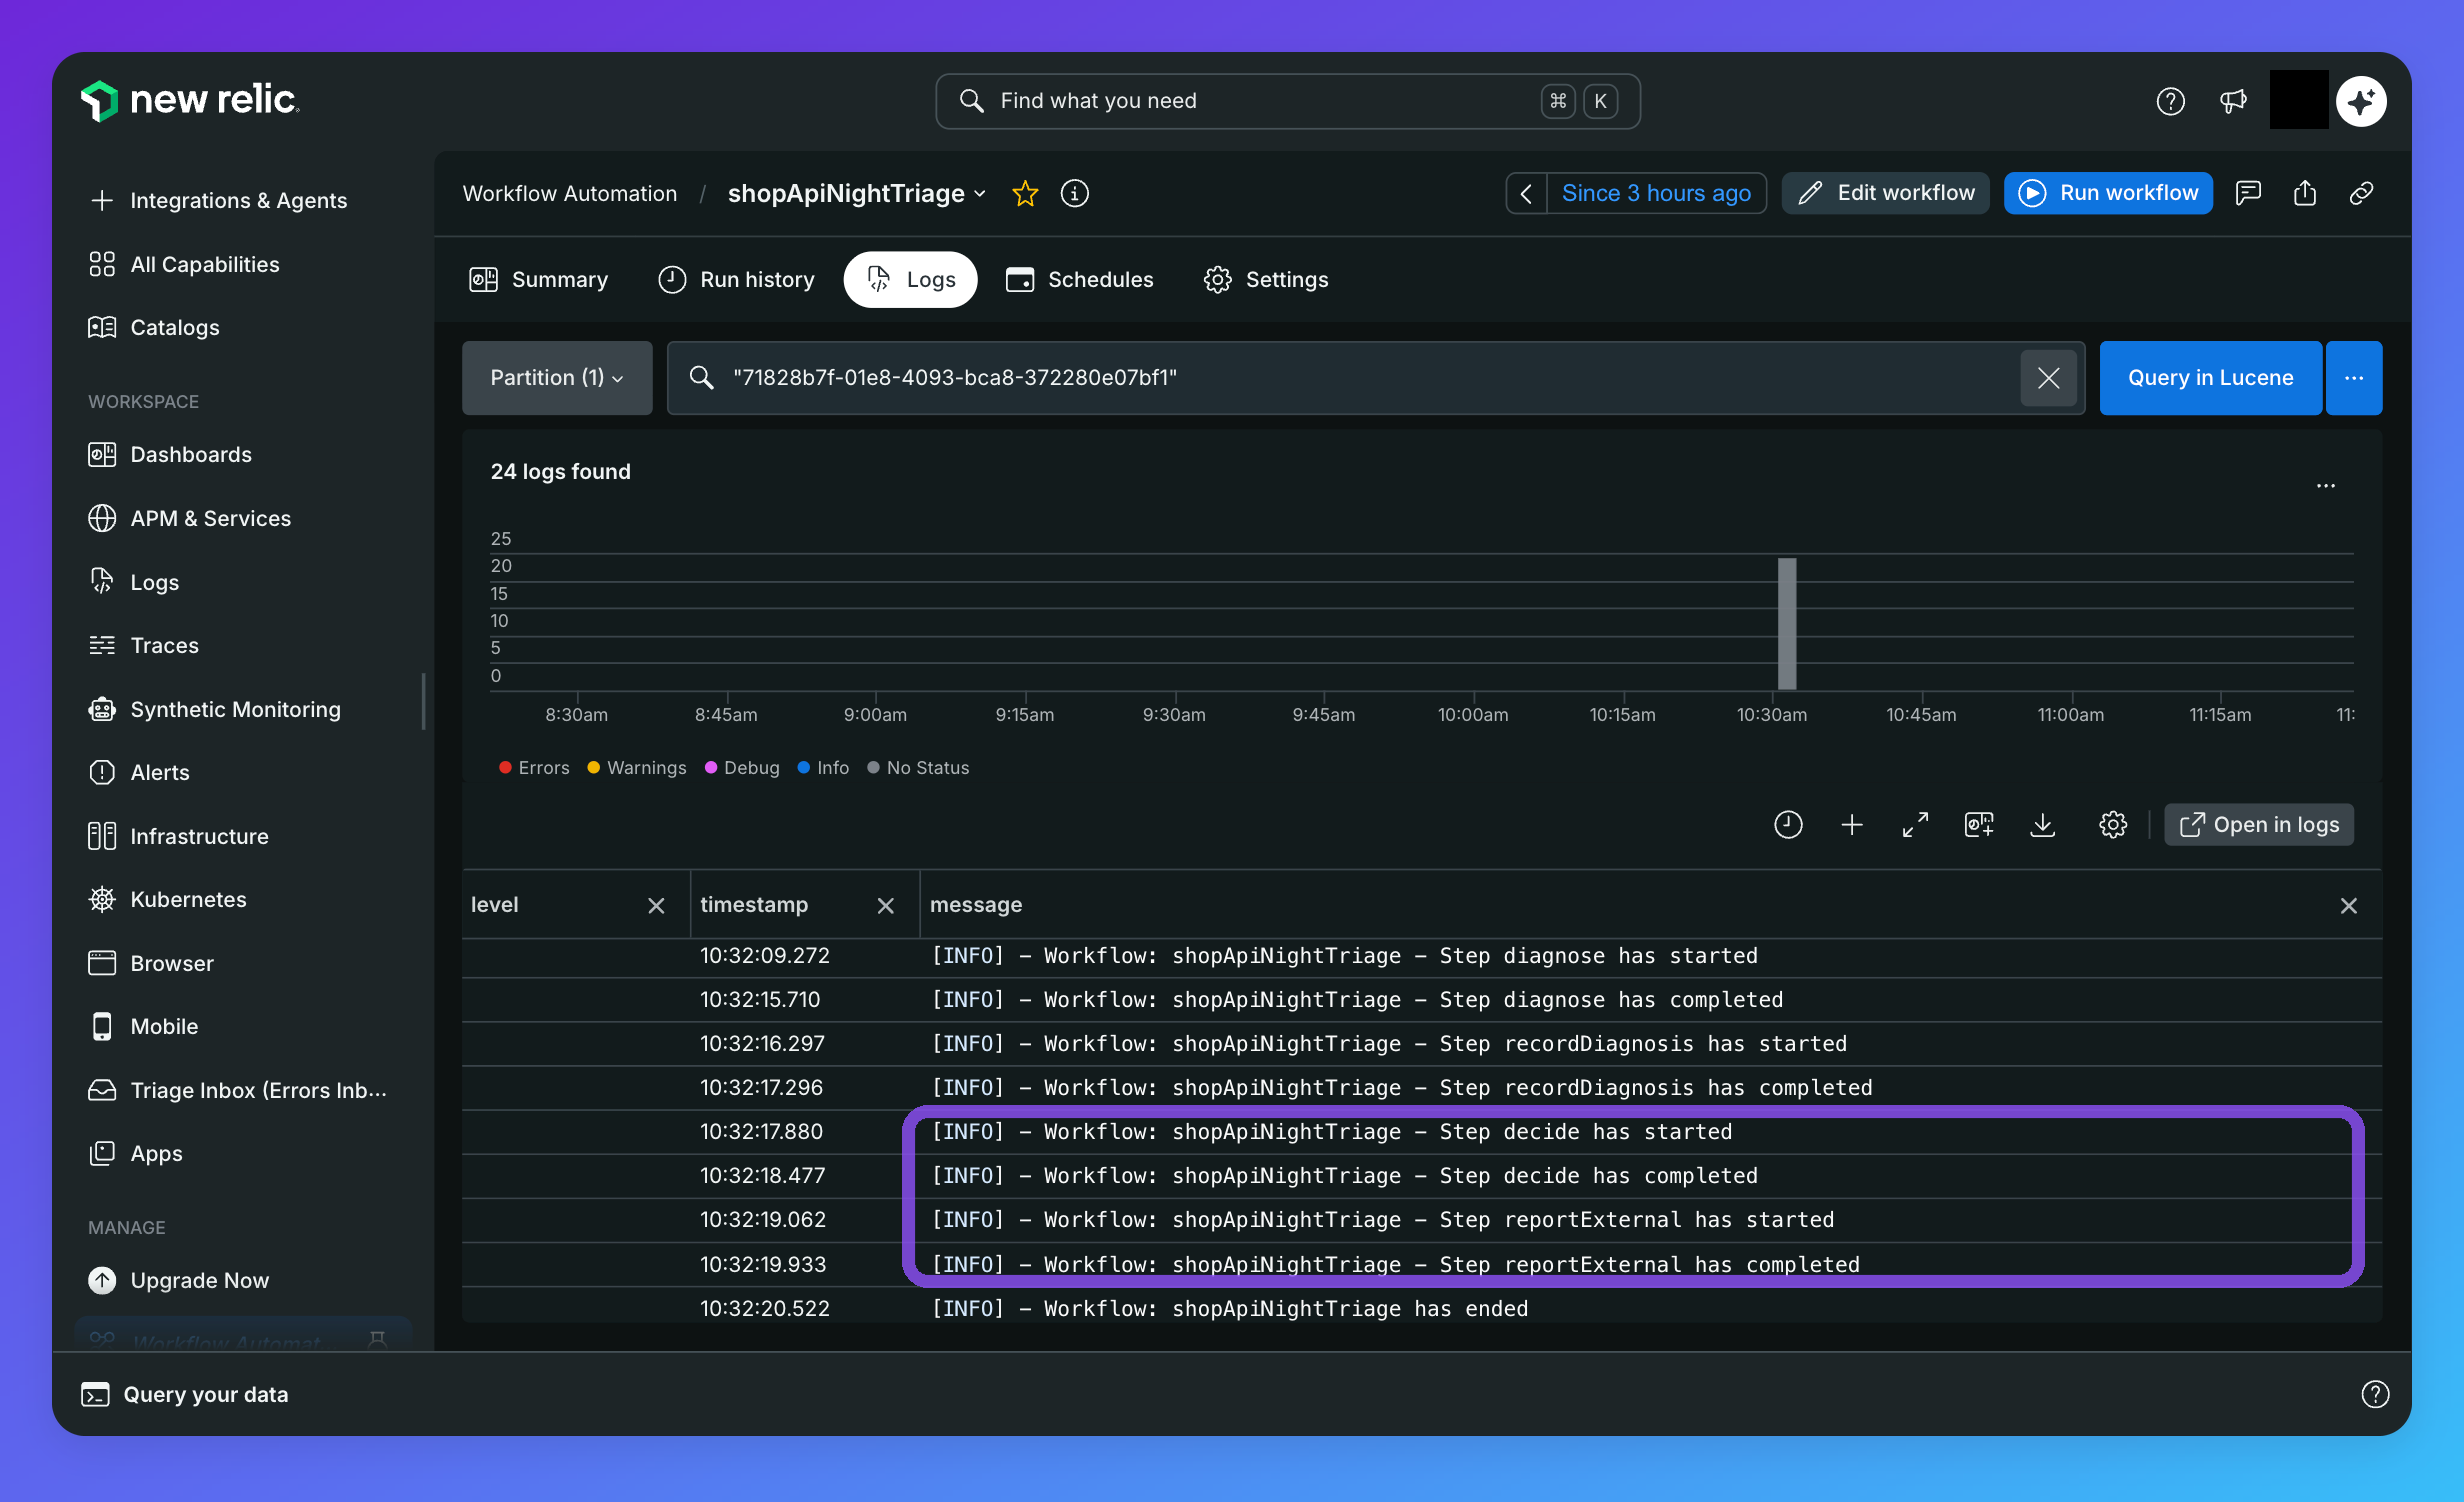 new relic.
Find what you need
⌘ K
Integrations & Agents
All Capabilities
Catalogs
WORKSPACE
Dashboards
APM & Services
Logs
Traces
Synthetic Monitoring
Alerts
Infrastructure
Kubernetes
Browser
Mobile
Triage Inbox (Errors Inb...
Apps
MANAGE
Upgrade Now
Workflow Automat
Workflow Automation / shopApiNightTriage
Since 3 hours ago
Edit workflow
Run workflow
Summary
Run history
Logs
Schedules
Settings
Partition (1)
"71828b7f-01e8-4093-bca8-372280e07bf1"
Query in Lucene
...
24 logs found
...
25
20
15
10
5
0
8:30am 8:45am 9:00am 9:15am 9:30am 9:45am 10:00am 10:15am 10:30am 10:45am 11:00am 11:15am 11:
Errors Warnings Debug Info No Status
Open in logs
level timestamp message
10:32:09.272 [INFO] – Workflow: shopApiNightTriage – Step diagnose has started
10:32:15.710 [INFO] – Workflow: shopApiNightTriage – Step diagnose has completed
10:32:16.297 [INFO] – Workflow: shopApiNightTriage – Step recordDiagnosis has started
10:32:17.296 [INFO] – Workflow: shopApiNightTriage – Step recordDiagnosis has completed
10:32:17.880 [INFO] – Workflow: shopApiNightTriage – Step decide has started
10:32:18.477 [INFO] – Workflow: shopApiNightTriage – Step decide has completed
10:32:19.062 [INFO] – Workflow: shopApiNightTriage – Step reportExternal has started
10:32:19.933 [INFO] – Workflow: shopApiNightTriage – Step reportExternal has completed
10:32:20.522 [INFO] – Workflow: shopApiNightTriage has ended
Query your data